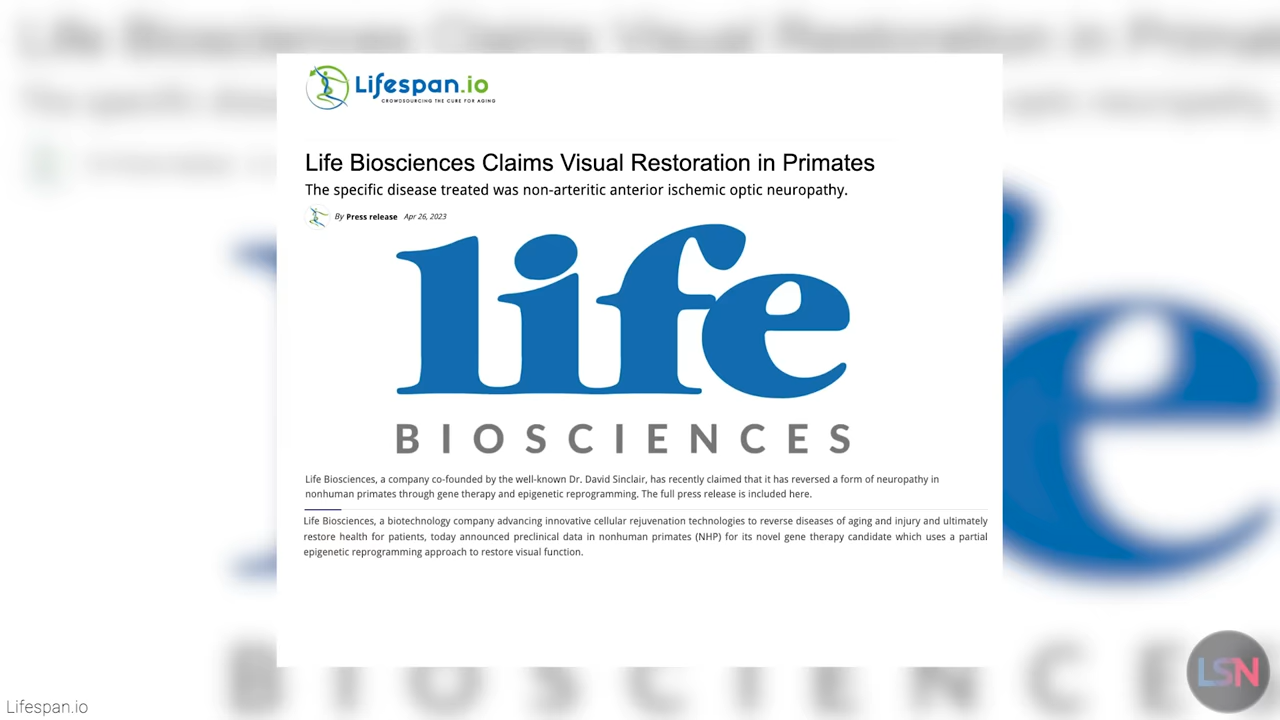 Lifespan.io
CROWDSOURCING THE CURE FOR AGING
Life Biosciences Claims Visual Restoration in Primates
The specific disease treated was non-arteritic anterior ischemic optic neuropathy.
By Press release Apr 26, 2023
life
BIOSCIENCES
Life Biosciences, a company co-founded by the well-known Dr. David Sinclair, has recently claimed that it has reversed a form of neuropathy in
nonhuman primates through gene therapy and epigenetic reprogramming. The full press release is included here.
Life Biosciences, a biotechnology company advancing innovative cellular rejuvenation technologies to reverse diseases of aging and injury and ultimately
restore health for patients, today announced preclinical data in nonhuman primates (NHP) for its novel gene therapy candidate which uses a partial
epigenetic reprogramming approach to restore visual function.
LSN
Lifespan.io